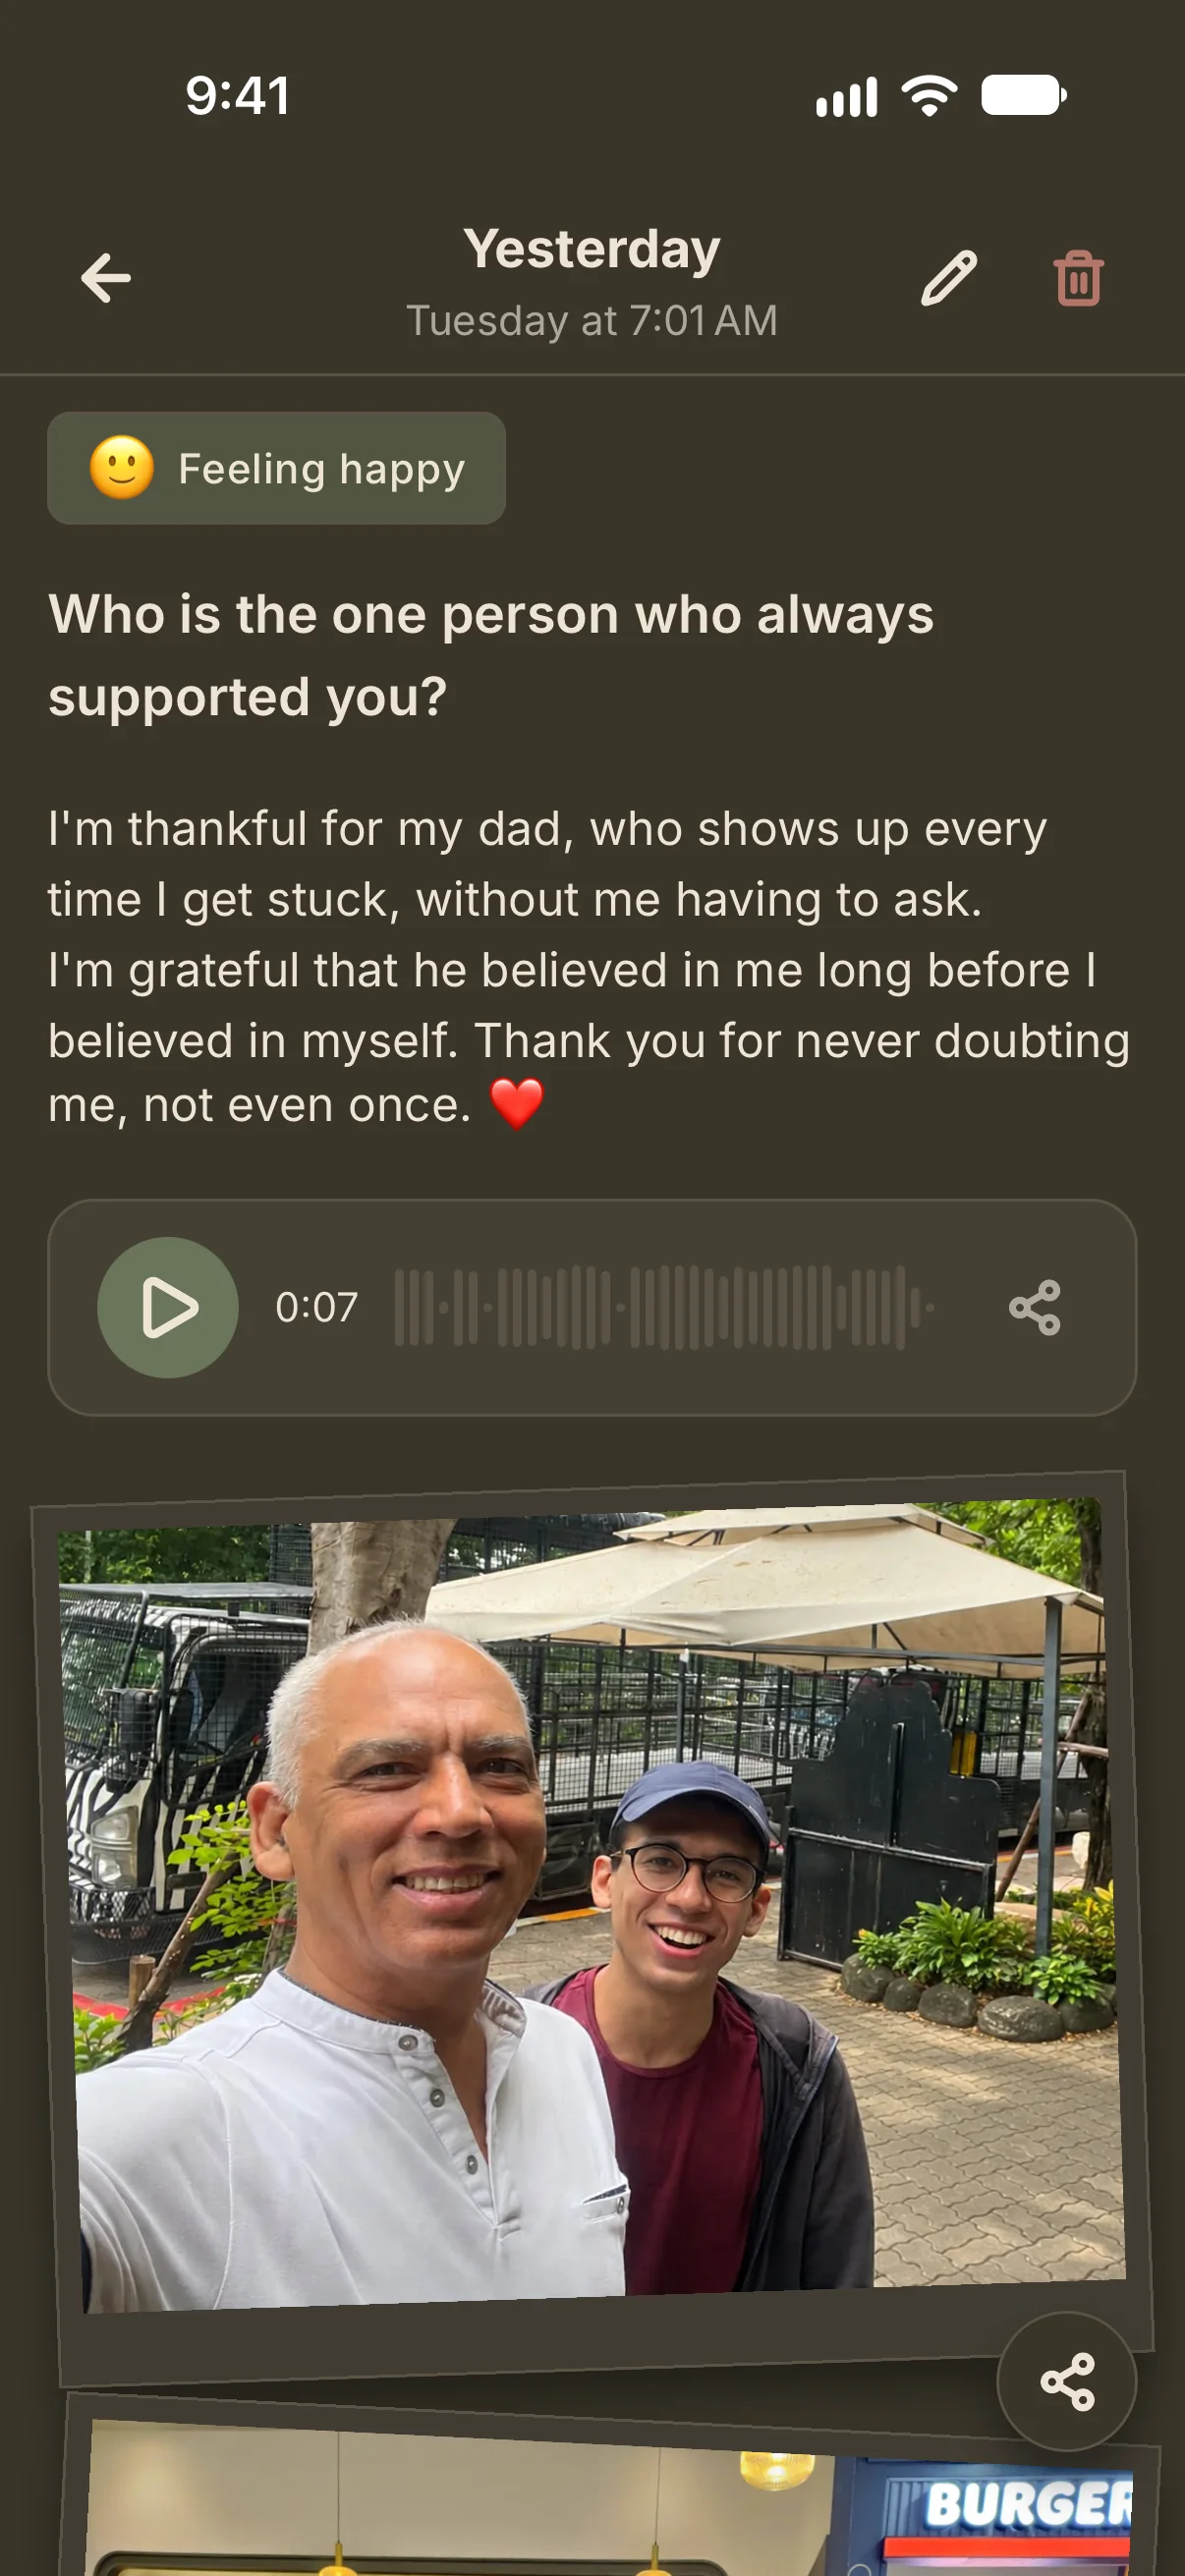 9:41
Yesterday
Tuesday at 7:01 AM
🙂 Feeling happy
Who is the one person who always
supported you?
I'm thankful for my dad, who shows up every
time I get stuck, without me having to ask.
I'm grateful that he believed in me long before I
believed in myself. Thank you for never doubting
me, not even once. ❤️
0:07
BURGER